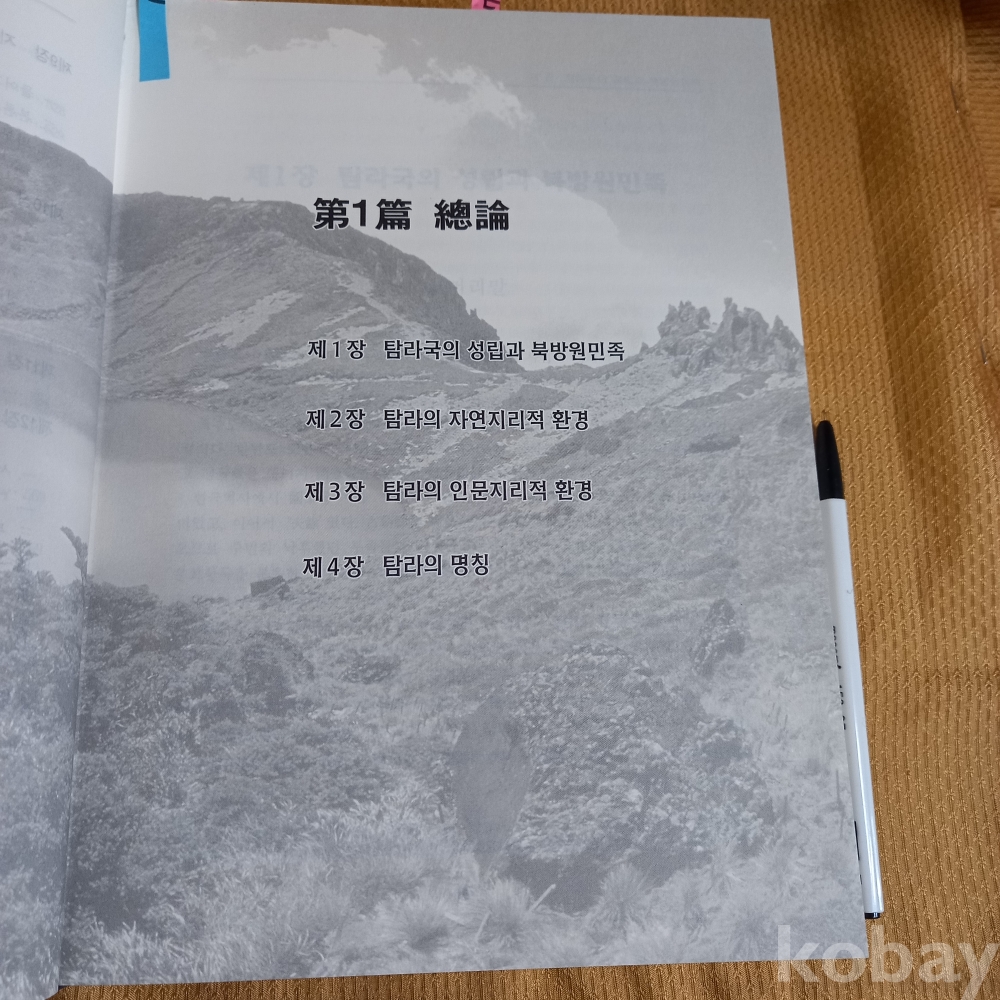 第1篇 總論
제1장 탐라국의 성립과 북방원민족
제2장 탐라의 자연지리적 환경
제3장 탐라의 인문지리적 환경
제4장 탐라의 명칭
kobay